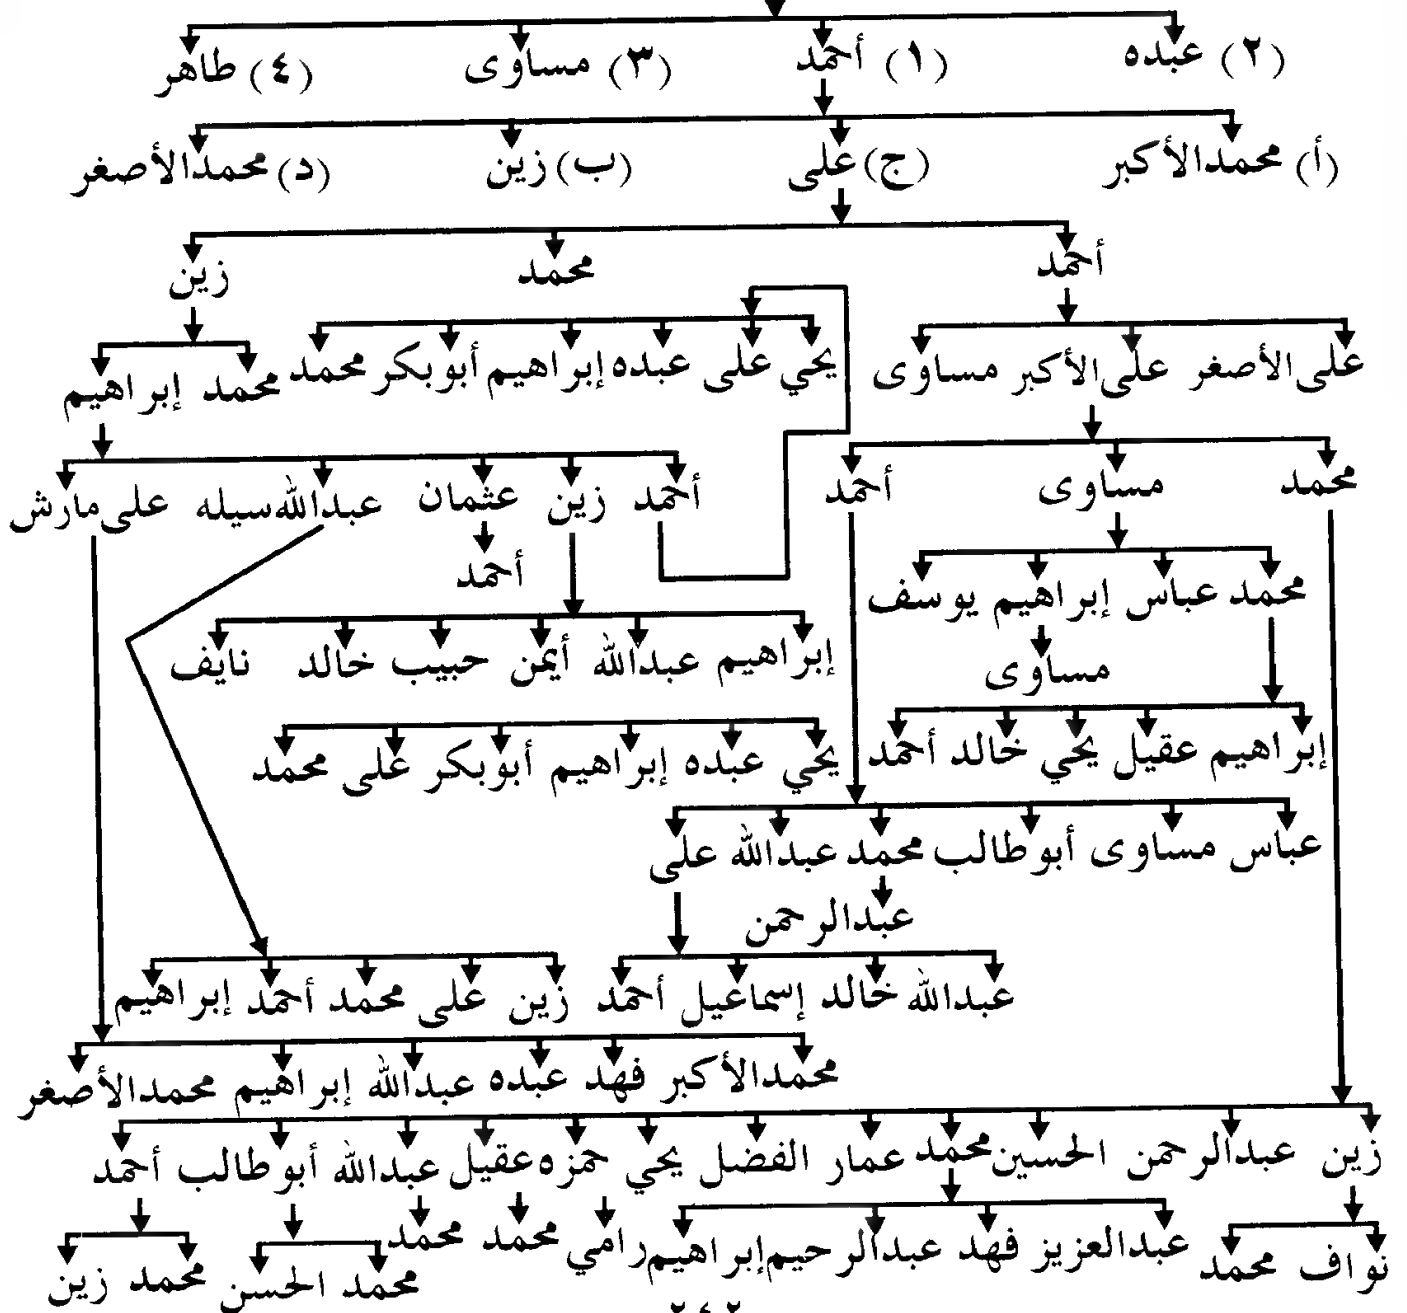 (٢) عبده (١) أحمد (٣) مساوى (٤) طاهر
(أ) محمدالأكبر (ج) على (ب) زين (د) محمدالأصغر
أحمد محمد زين
على الأصغر على الأكبر مساوى يحي على عبده إبراهيم أبوبكر محمد محمد إبراهيم
محمد مساوى أحمد أحمد زين عثمان عبدالله سيله على مارش
أحمد
محمد عباس إبراهيم يوسف
مساوى إبراهيم عبدالله أيمن حبيب خالد نايف
إبراهيم عقيل يحي خالد أحمد يحي عبده إبراهيم أبوبكر على محمد
عباس مساوى أبوطالب محمد عبدالله على
عبدالرحمن
عبدالله خالد إسماعيل أحمد زين على محمد أحمد إبراهيم
محمدالأكبر فهد عبده عبدالله إبراهيم محمدالأصغر
زين عبدالرحمن الحسين محمد عمار الفضل يحي حمزه عقيل عبدالله أبوطالب أحمد
نواف محمد عبدالعزيز فهد عبدالرحيم إبراهيم رامي محمد محمد محمد الحسن محمد زين